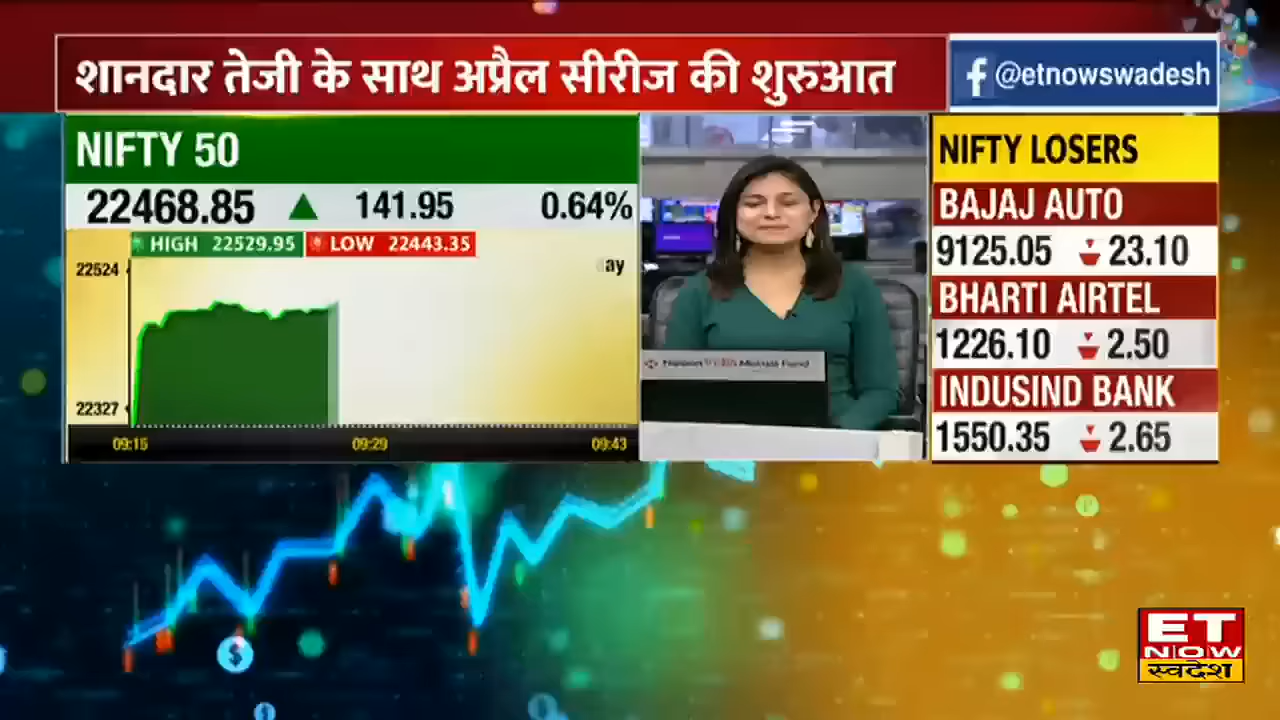 शानदार तेजी के साथ अप्रैल सीरीज की शुरुआत
f @etnowswadesh
NIFTY 50
22468.85 ▲ 141.95 0.64%
HIGH 22529.95 LOW 22443.35
22524
22327
09:15 09:29 09:43
NIFTY LOSERS
BAJAJ AUTO
9125.05 23.10
BHARTI AIRTEL
1226.10 2.50
INDUSIND BANK
1550.35 2.65
ET
NOW
स्वदेश